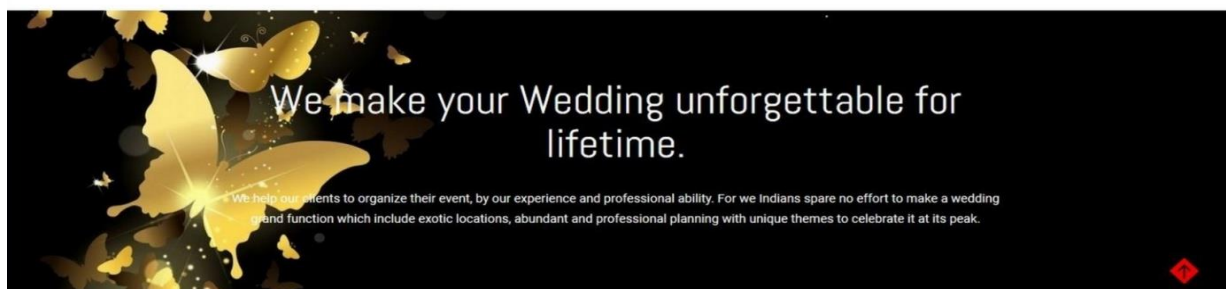 We make your Wedding unforgettable for
lifetime.
We help our clients to organize their event, by our experience and professional ability. For we Indians spare no effort to make a wedding
grand function which include exotic locations, abundant and professional planning with unique themes to celebrate it at its peak.